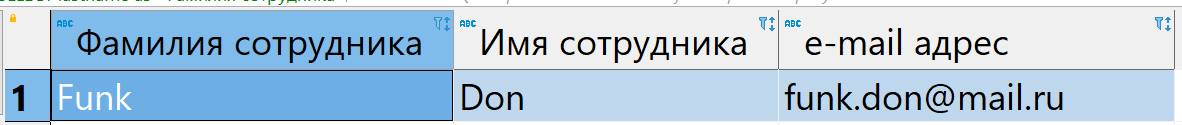 Фамилия сотрудника Имя сотрудника e-mail адрес
1 Funk Don funk.don@mail.ru